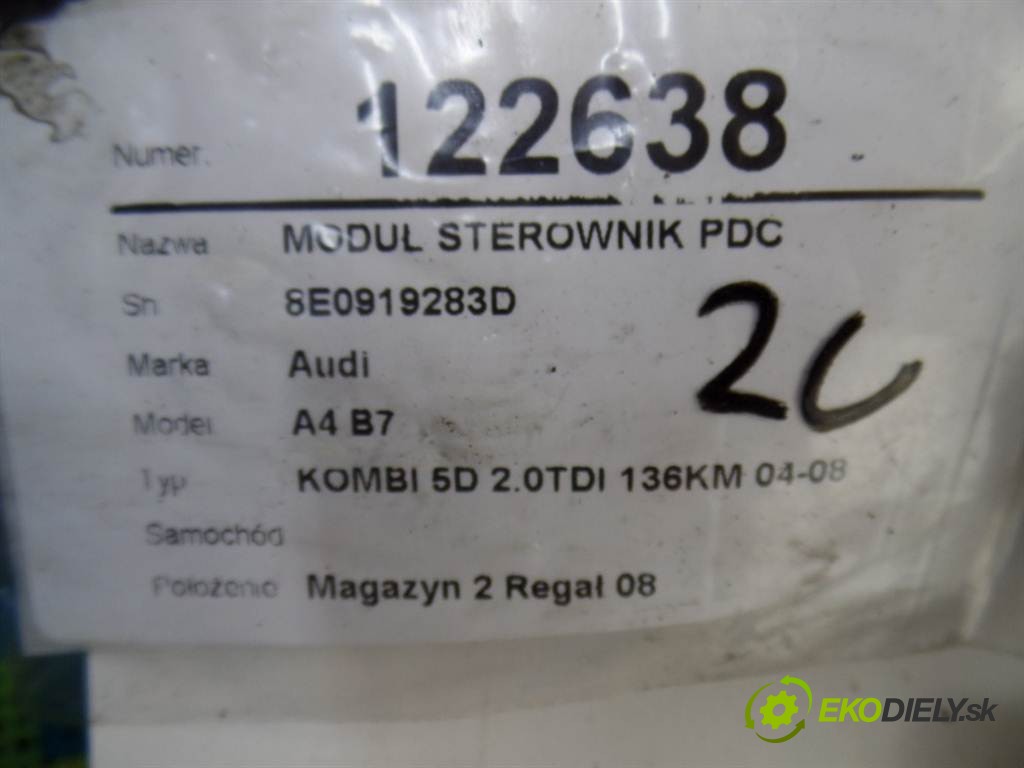 Numer. 122638
Nazwa MODUŁ STEROWNIK PDC
Sn 8E0919283D
Marka Audi
Model A4 B7
Typ KOMBI 5D 2.0TDI 136KM 04-08
Samochód
Położenie Magazyn 2 Regał 08
EKODIELY.sk